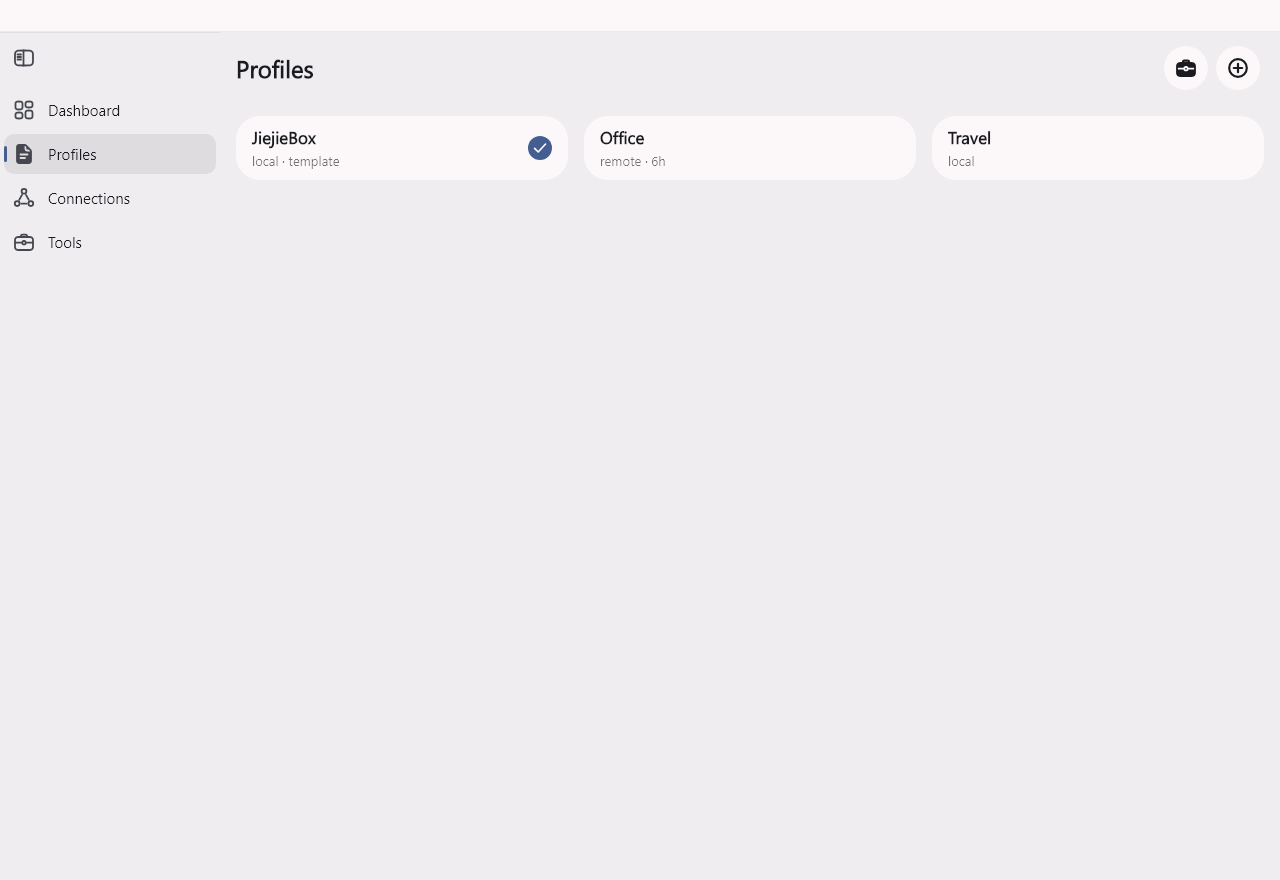 Profiles
Dashboard
Profiles
Connections
Tools
JiejieBox
local · template
Office
remote · 6h
Travel
local